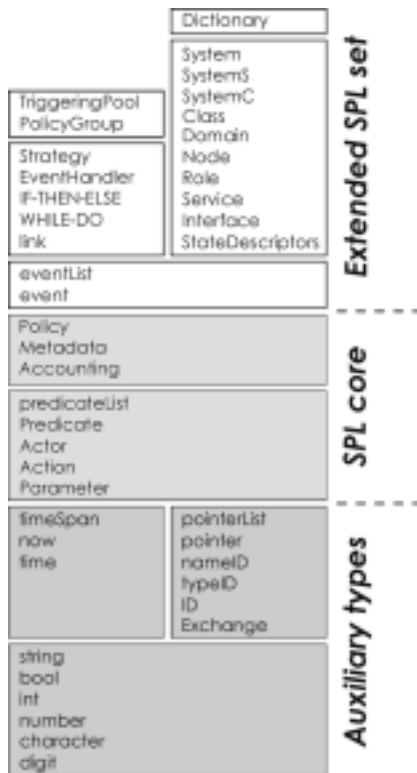 Dictionary
System
SystemS
SystemC
Class
Domain
Node
Role
Service
Interface
StateDescriptors
TriggeringPool
PolicyGroup
Strategy
EventHandler
IF-THEN-ELSE
WHILE-DO
link
eventList
event
Extended SPL set
Policy
Metadata
Accounting
predicateList
Predicate
Actor
Action
Parameter
SPL core
timeSpan
now
time
pointerList
pointer
nameID
typeID
ID
Exchange
string
bool
int
number
character
digit
Auxiliary types